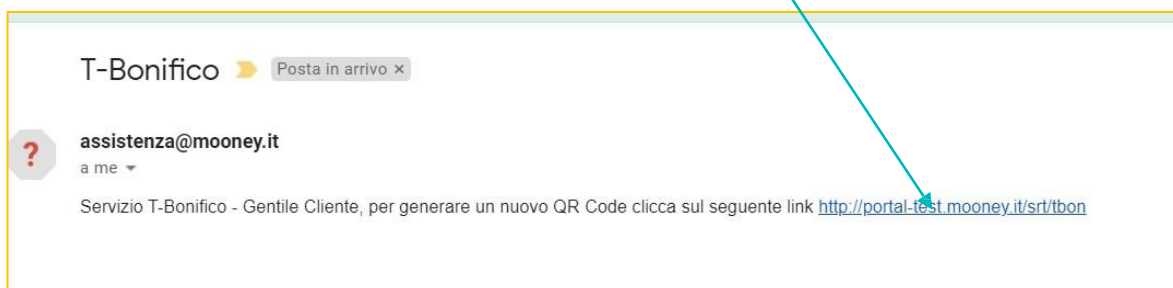 T-Bonifico Posta in arrivo ×
?
assistenza@mooney.it
a me
Servizio T-Bonifico - Gentile Cliente, per generare un nuovo QR Code clicca sul seguente link http://portal-test.mooney.it/srt/tbon